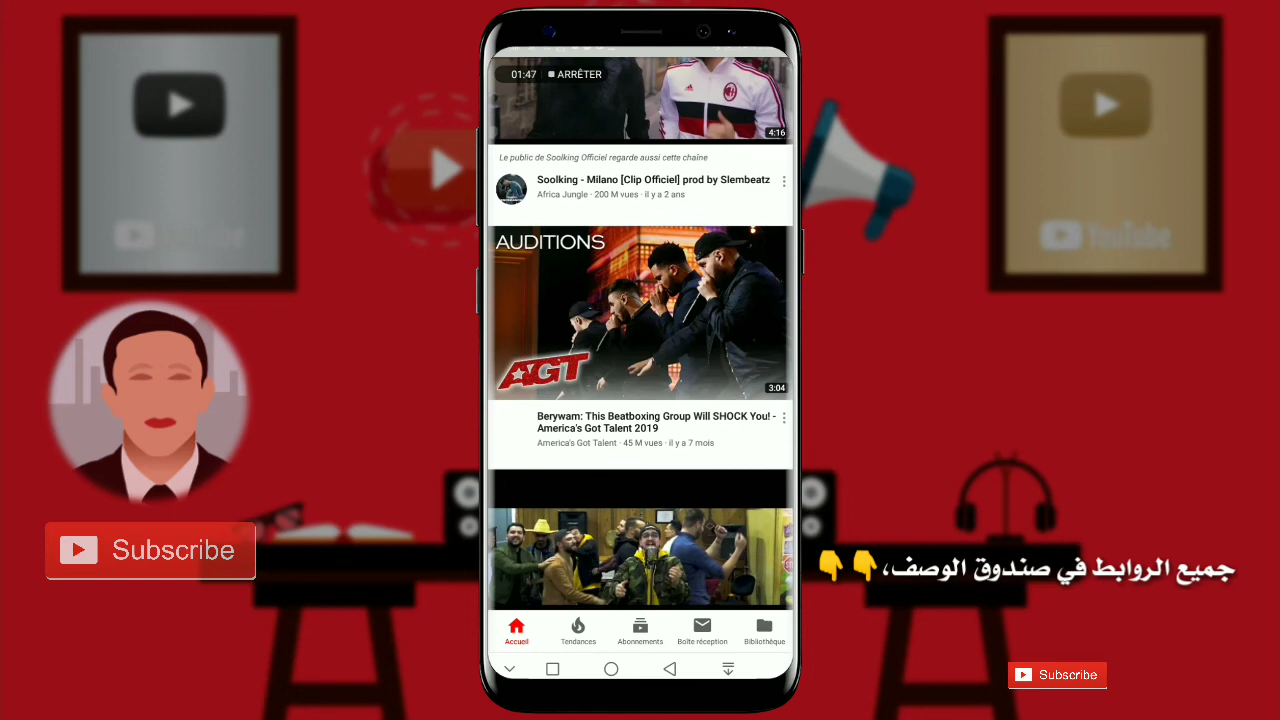 01:47 ARRÊTER
4:16
Le public de Soolking Officiel regarde aussi cette chaîne
Soolking - Milano [Clip Officiel] prod by Slembeatz
Africa Jungle · 200 M vues · il y a 2 ans
AUDITIONS
AGT
3:04
Berywam: This Beatboxing Group Will SHOCK You! -
America's Got Talent 2019
America's Got Talent · 45 M vues · il y a 7 mois
Accueil
Tendances
Abonnements
Boîte réception
Bibliothèque
YouTube
Subscribe
جميع الروابط في صندوق الوصف،👇👇
Subscribe